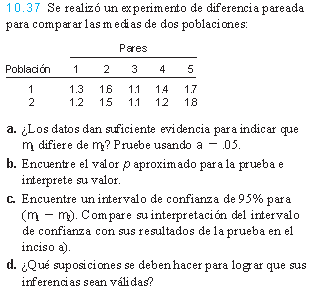 10.37 Se realizó un experimento de diferencia pareada
para comparar las medias de dos poblaciones:
Pares
Población 1 2 3 4 5
1 1.3 1.6 1.1 1.4 1.7
2 1.2 1.5 1.1 1.2 1.8
a. ¿Los datos dan suficiente evidencia para indicar que
m₁ difiere de m₂? Pruebe usando a − .05.
b. Encuentre el valor p aproximado para la prueba e
interprete su valor.
c. Encuentre un intervalo de confianza de 95% para
(m₁ − m₂). Compare su interpretación del intervalo
de confianza con sus resultados de la prueba en el
inciso a).
d. ¿Qué suposiciones se deben hacer para lograr que sus
inferencias sean válidas?